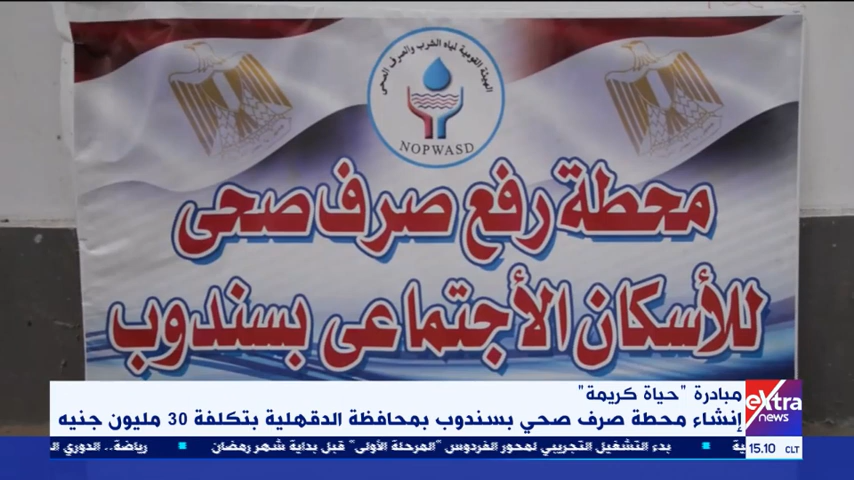 الهيئة القومية لمياه الشرب والصرف الصحى
NOPWASD
محطة رفع صرف صحى
للأسكان الأجتماعى بسندوب
مبادرة "حياة كريمة"
إنشاء محطة صرف صحي بسندوب بمحافظة الدقهلية بتكلفة 30 مليون جنيه
eXtra
news
15.10 CLT
بدء التشغيل التجريبي لمحور الفردوس "المرحلة الأولى" قبل بداية شهر رمضان
رياضة.. الدوري